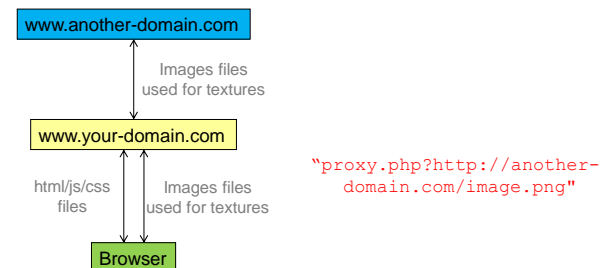 www.another-domain.com
Images files
used for textures
www.your-domain.com
html/js/css
files
Images files
used for textures
“proxy.php?http://another-
domain.com/image.png"
Browser